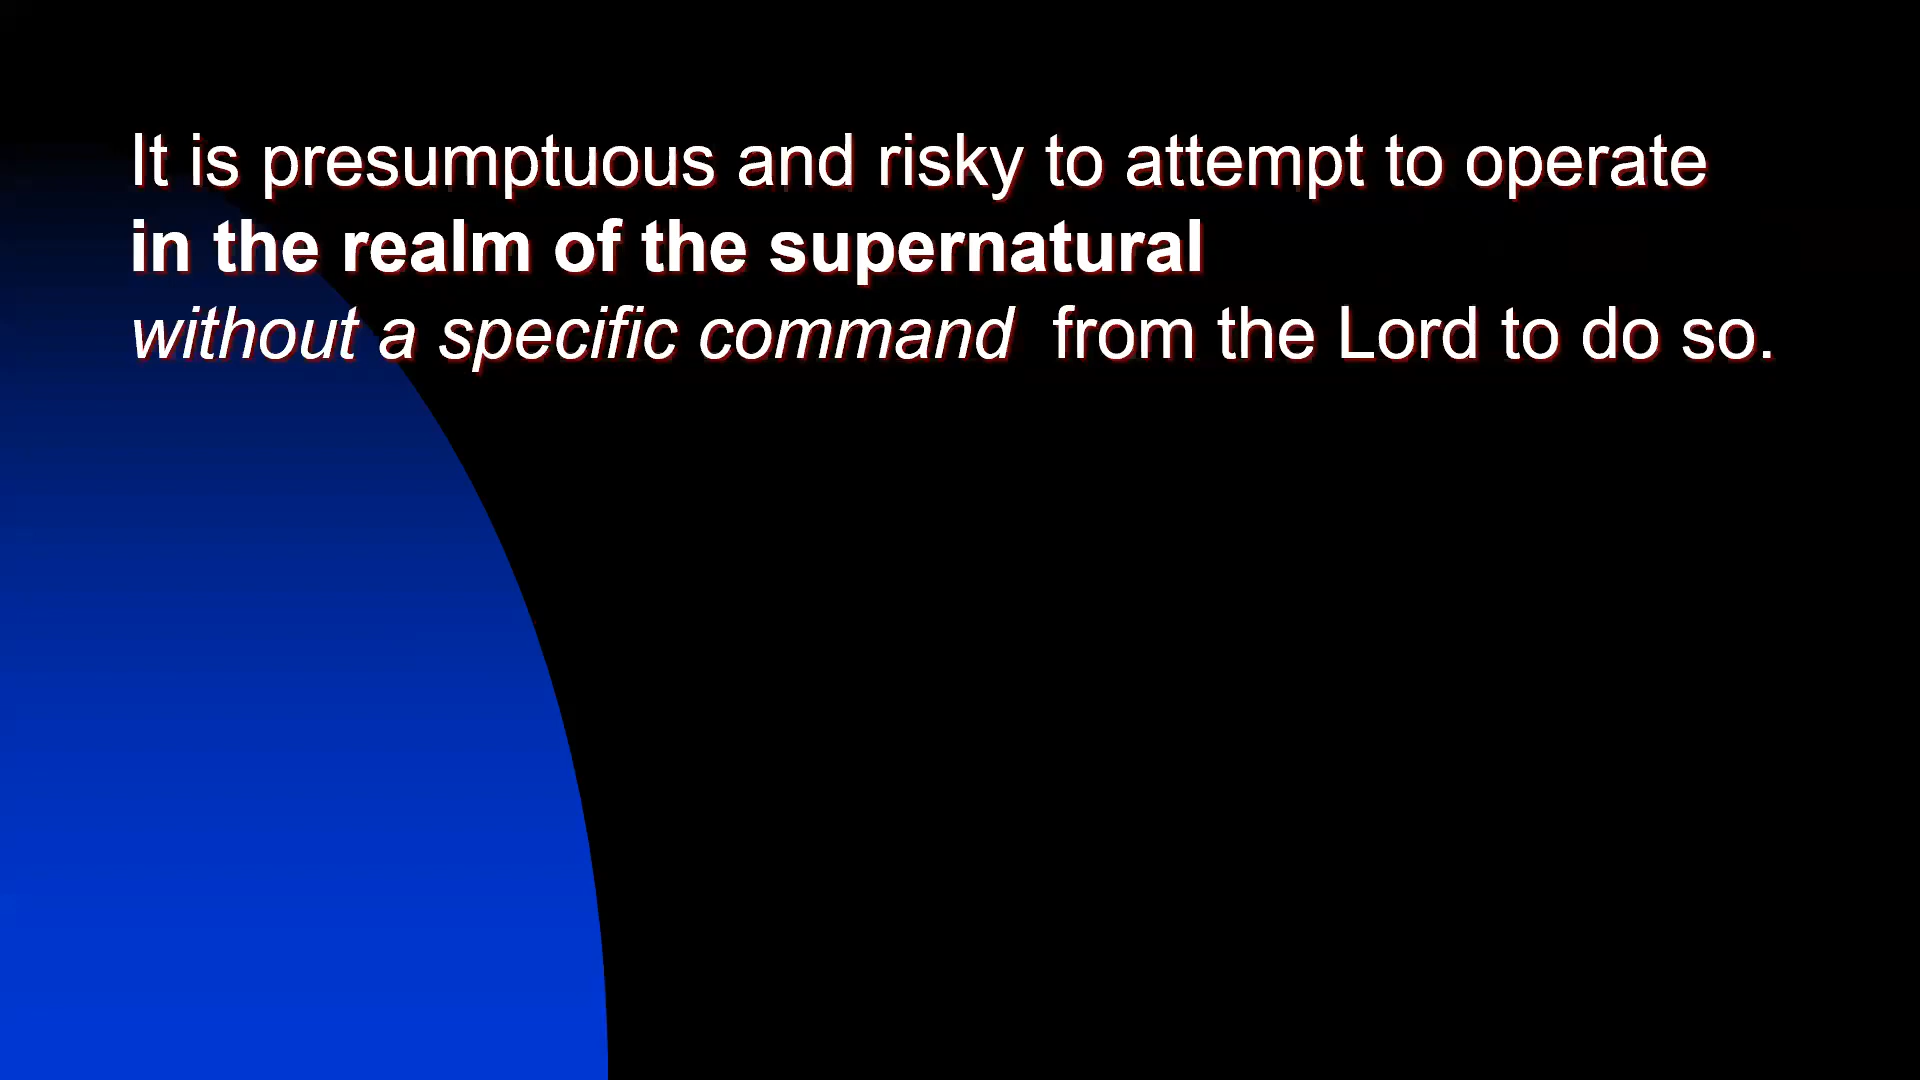 It is presumptuous and risky to attempt to operate
in the realm of the supernatural
without a specific command from the Lord to do so.